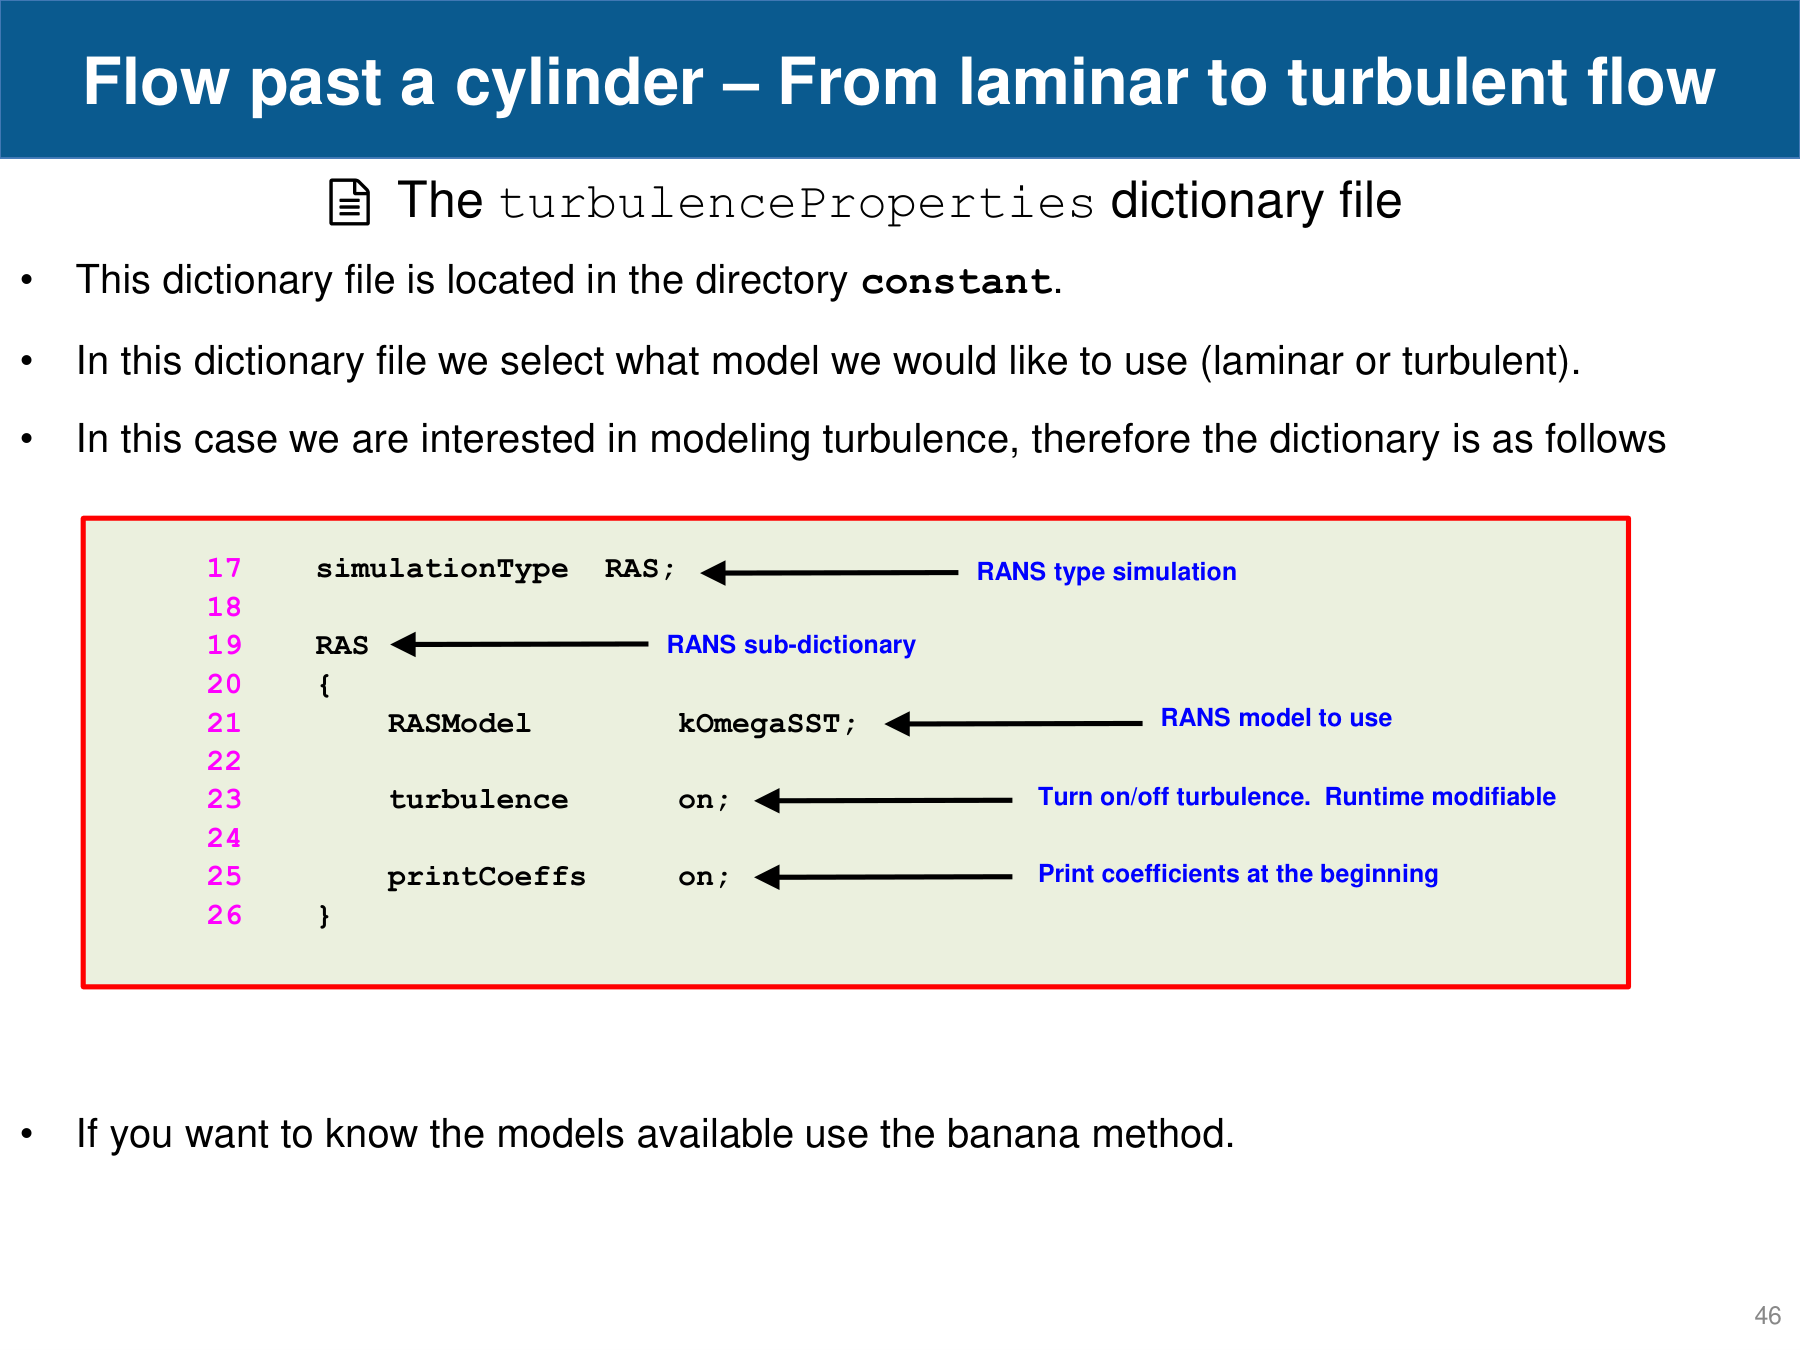 Flow past a cylinder – From laminar to turbulent flow
The turbulenceProperties dictionary file
• This dictionary file is located in the directory constant.
• In this dictionary file we select what model we would like to use (laminar or turbulent).
• In this case we are interested in modeling turbulence, therefore the dictionary is as follows
17 simulationType RAS; RANS type simulation
18
19 RAS RANS sub-dictionary
20 {
21 RASModel kOmegaSST; RANS model to use
22
23 turbulence on; Turn on/off turbulence. Runtime modifiable
24
25 printCoeffs on; Print coefficients at the beginning
26 }
• If you want to know the models available use the banana method.
46